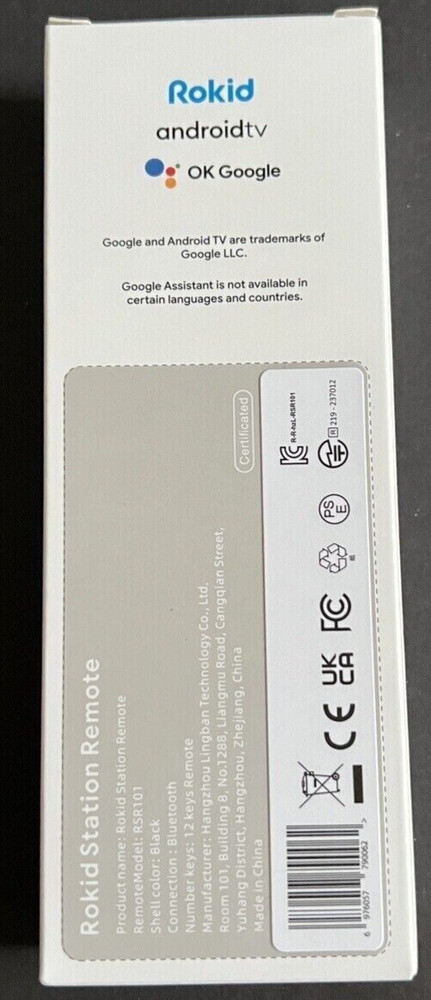 Rokid
androidtv
OK Google
Google and Android TV are trademarks of
Google LLC.
Google Assistant is not available in
certain languages and countries.
Rokid Station Remote
Certificated
Product name: Rokid Station Remote
RemoteModel: RSR101
Shell color: Black
Connection : Bluetooth
Number keys: 12 keys Remote
Manufacturer: Hangzhou Lingban Technology Co., Ltd.
Room 101, Building 8, No.1288, Liangmu Road, Cangqian Street,
Yuhang District, Hangzhou, Zhejiang, China
Made in China
R-R-hzL-RSR101
R 219 - 237012
PS
E
FC
UK
CA
CE
6 976057 790062 >